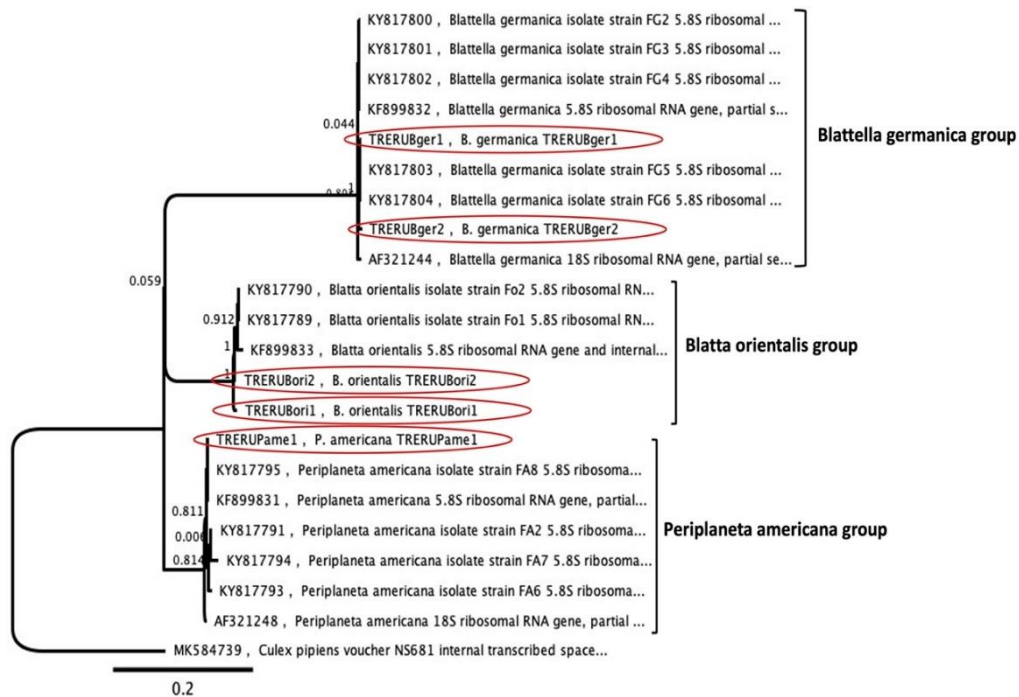 KY817800 , Blattella germanica isolate strain FG2 5.8S ribosomal ...
KY817801 , Blattella germanica isolate strain FG3 5.8S ribosomal ...
KY817802 , Blattella germanica isolate strain FG4 5.8S ribosomal ...
KF899832 , Blattella germanica 5.8S ribosomal RNA gene, partial s...
0.044
TRERUBger1 , B. germanica TRERUBger1
Blattella germanica group
KY817803 , Blattella germanica isolate strain FG5 5.8S ribosomal ...
1
KY817804 , Blattella germanica isolate strain FG6 5.8S ribosomal ...
TRERUBger2 , B. germanica TRERUBger2
AF321244 , Blattella germanica 18S ribosomal RNA gene, partial se...
0.059
KY817790 , Blatta orientalis isolate strain Fo2 5.8S ribosomal RN...
0.912
KY817789 , Blatta orientalis isolate strain Fo1 5.8S ribosomal RN...
1
KF899833 , Blatta orientalis 5.8S ribosomal RNA gene and internal...
Blatta orientalis group
1
TRERUBori2 , B. orientalis TRERUBori2
TRERUBori1 , B. orientalis TRERUBori1
TRERUPame1 , P. americana TRERUPame1
KY817795 , Periplaneta americana isolate strain FA8 5.8S ribosoma...
KF899831 , Periplaneta americana 5.8S ribosomal RNA gene, partial...
0.811
KY817791 , Periplaneta americana isolate strain FA2 5.8S ribosoma...
Periplaneta americana group
0.006
KY817794 , Periplaneta americana isolate strain FA7 5.8S ribosoma...
0.814
KY817793 , Periplaneta americana isolate strain FA6 5.8S ribosoma...
AF321248 , Periplaneta americana 18S ribosomal RNA gene, partial ...
MK584739 , Culex pipiens voucher NS681 internal transcribed space...
0.2